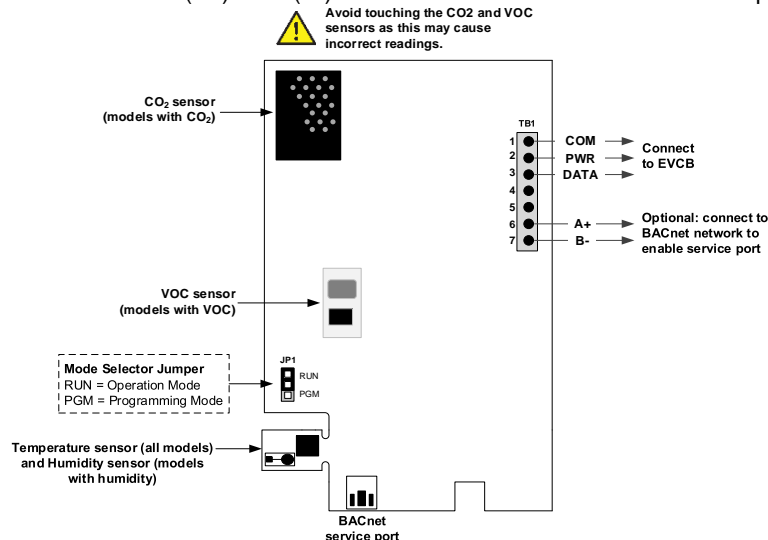 Avoid touching the CO2 and VOC
sensors as this may cause
incorrect readings.
CO₂ sensor
(models with CO₂)
TB1
1
2
3
4
5
6
7
COM
PWR
DATA
A+
B-
Connect
to EVCB
Optional: connect to
BACnet network to
enable service port
VOC sensor
(models with VOC)
JP1
RUN
PGM
Mode Selector Jumper
RUN = Operation Mode
PGM = Programming Mode
Temperature sensor (all models)
and Humidity sensor (models
with humidity)
BACnet
service port